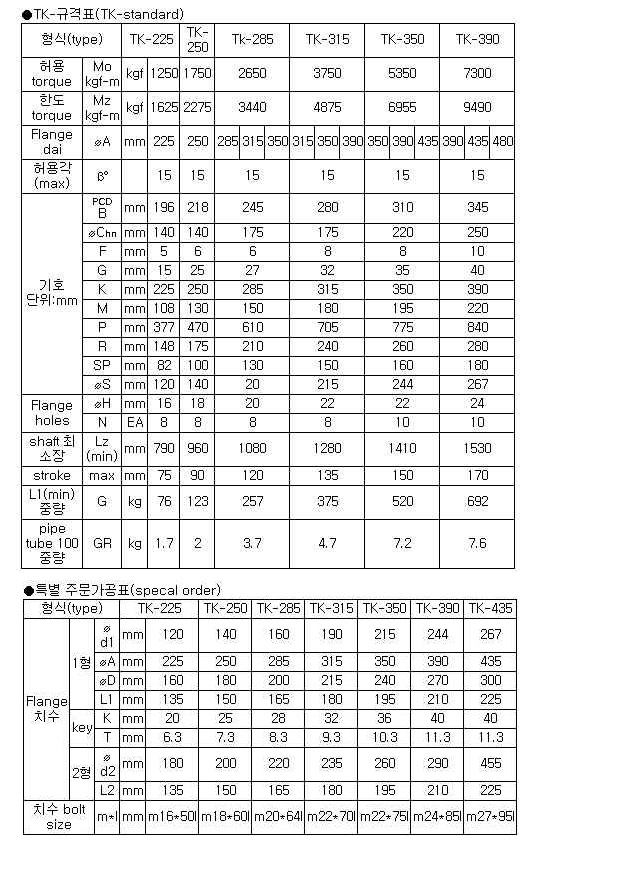 ●TK-규격표(TK-standard)
형식(type) TK-225 TK-250 Tk-285 TK-315 TK-350 TK-390
허용 torque Mo kgf-m kgf 1250 1750 2650 3750 5350 7300
한도 torque Mz kgf-m kgf 1625 2275 3440 4875 6955 9490
Flange dai øA mm 225 250 285 315 350 315 350 390 350 390 435 390 435 480
허용각 (max) β° 15 15 15 15 15 15
기호 단위:mm PCD B mm 196 218 245 280 310 345
øChn mm 140 140 175 175 220 250
F mm 5 6 6 8 8 10
G mm 15 25 27 32 35 40
K mm 225 250 285 315 350 390
M mm 108 130 150 180 195 220
P mm 377 470 610 705 775 840
R mm 148 175 210 240 260 280
SP mm 82 100 130 150 160 180
øS mm 120 140 20 215 244 267
Flange holes øH mm 16 18 20 22 22 24
N EA 8 8 8 8 10 10
shaft 최소장 Lz (min) mm 790 960 1080 1280 1410 1530
stroke max mm 75 90 120 135 150 170
L1(min) 중량 G kg 76 123 257 375 520 692
pipe tube 100 중량 GR kg 1.7 2 3.7 4.7 7.2 7.6
●특별 주문가공표(specal order)
형식(type) TK-225 TK-250 TK-285 TK-315 TK-350 TK-390 TK-435
Flange 치수 1형 ø d1 mm 120 140 160 190 215 244 267
øA mm 225 250 285 315 350 390 435
øD mm 160 180 200 215 240 270 300
L1 mm 135 150 165 180 195 210 225
key K mm 20 25 28 32 36 40 40
T mm 6.3 7.3 8.3 9.3 10.3 11.3 11.3
2형 ø d2 mm 180 200 220 235 260 290 455
L2 mm 135 150 165 180 195 210 225
치수 bolt size m*l mm m16*50l m18*60l m20*64l m22*70l m22*75l m24*85l m27*95l